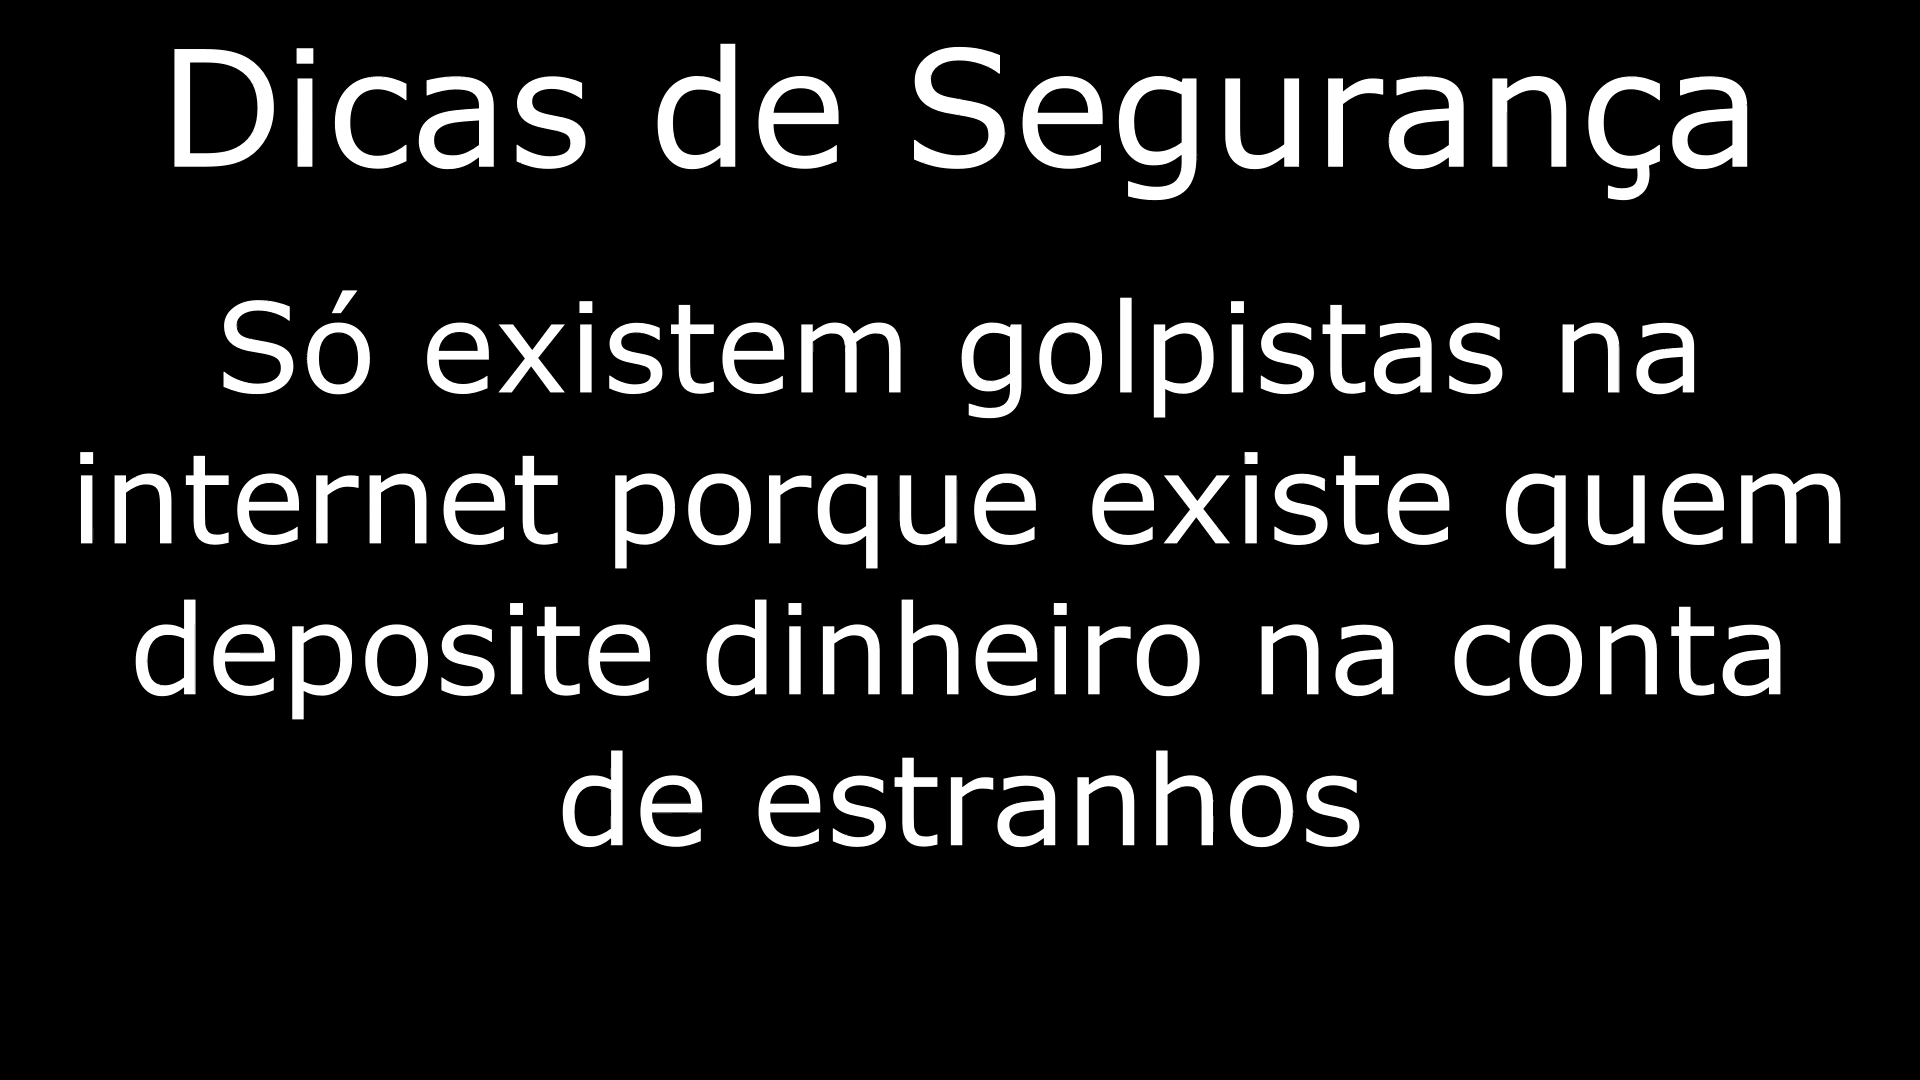 Dicas de Segurança
Só existem golpistas na
internet porque existe quem
deposite dinheiro na conta
de estranhos